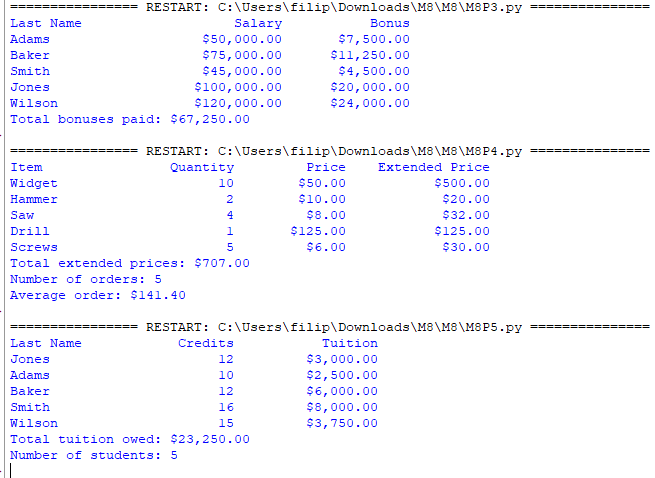 ================ RESTART: C:\Users\filip\Downloads\M8\M8\M8P3.py ===============
Last Name Salary Bonus
Adams $50,000.00 $7,500.00
Baker $75,000.00 $11,250.00
Smith $45,000.00 $4,500.00
Jones $100,000.00 $20,000.00
Wilson $120,000.00 $24,000.00
Total bonuses paid: $67,250.00
================ RESTART: C:\Users\filip\Downloads\M8\M8\M8P4.py ===============
Item Quantity Price Extended Price
Widget 10 $50.00 $500.00
Hammer 2 $10.00 $20.00
Saw 4 $8.00 $32.00
Drill 1 $125.00 $125.00
Screws 5 $6.00 $30.00
Total extended prices: $707.00
Number of orders: 5
Average order: $141.40
================ RESTART: C:\Users\filip\Downloads\M8\M8\M8P5.py ===============
Last Name Credits Tuition
Jones 12 $3,000.00
Adams 10 $2,500.00
Baker 12 $6,000.00
Smith 16 $8,000.00
Wilson 15 $3,750.00
Total tuition owed: $23,250.00
Number of students: 5